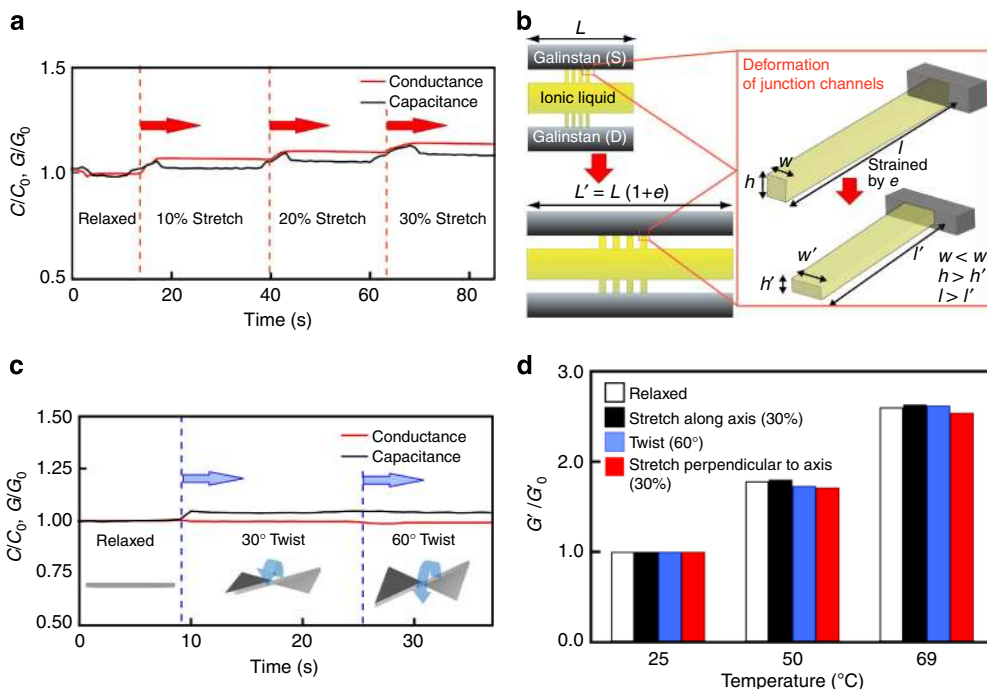 a
1.5
1.0
0.5
C/C0, G/G0
Conductance
Capacitance
Relaxed
10% Stretch
20% Stretch
30% Stretch
0
20
40
60
80
Time (s)
b
L
Galinstan (S)
Ionic liquid
Galinstan (D)
L′ = L (1+e)
Deformation
of junction channels
w
h
l
Strained
by e
w′
h′
l′
w < w′
h > h′
l > l′
c
1.50
1.25
1.00
0.75
0.50
C/C0, G/G0
Conductance
Capacitance
Relaxed
30° Twist
60° Twist
0
10
20
30
Time (s)
d
3.0
2.0
1.0
0.0
G′/G′0
Relaxed
Stretch along axis (30%)
Twist (60°)
Stretch perpendicular to axis
(30%)
25
50
69
Temperature (°C)